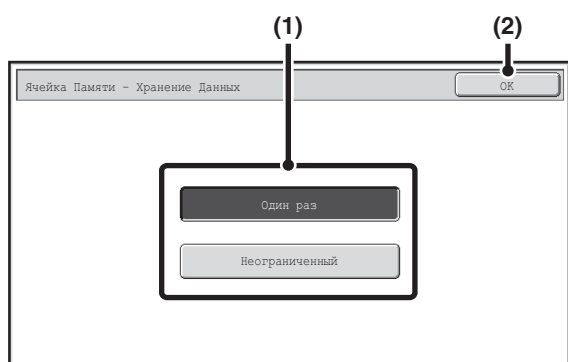 (1)
(2)
Ячейка Памяти - Хранение Данных
OK
Один раз
Неограниченный